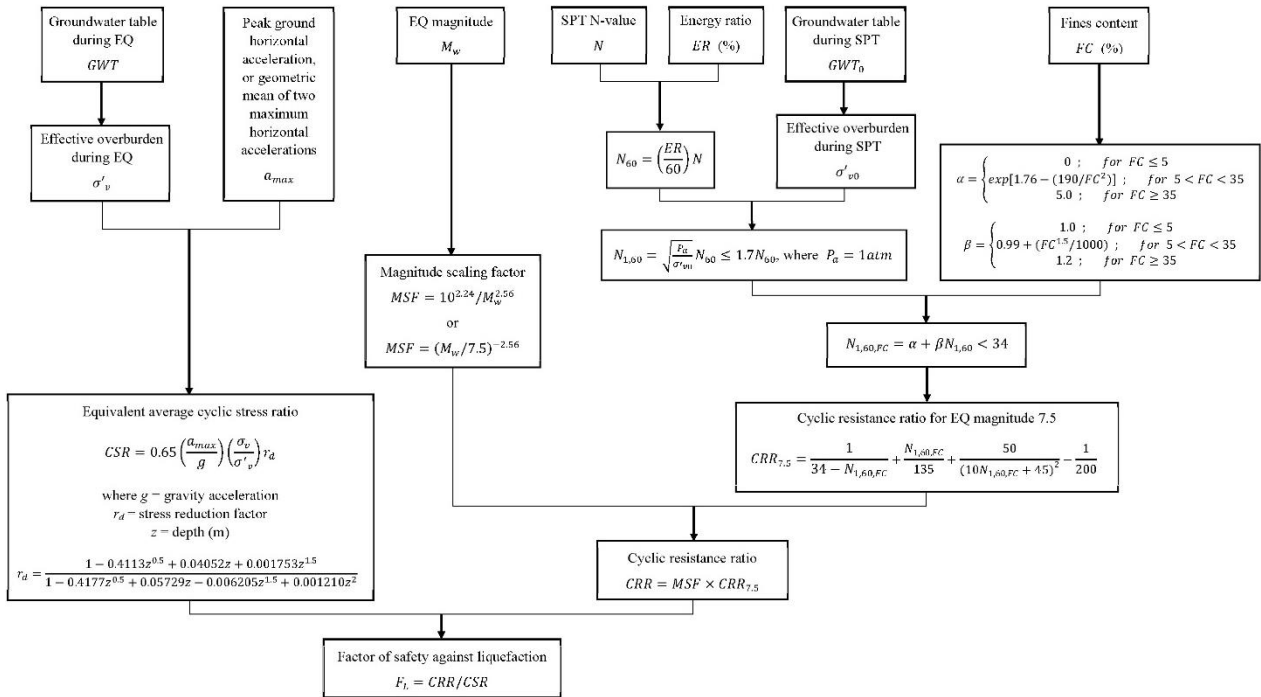 Groundwater table
during EQ
GWT
Peak ground
horizontal
acceleration,
or geometric
mean of two
maximum
horizontal
accelerations
a_max
EQ magnitude
M_w
SPT N-value
N
Energy ratio
ER (%)
Groundwater table
during SPT
GWT_0
Fines content
FC (%)
Effective overburden
during EQ
σ'_v
N_60 = (ER/60) N
Effective overburden
during SPT
σ'_v0
α = { 0 ; for FC ≤ 5
exp[1.76 − (190/FC^2)] ; for 5 < FC < 35
5.0 ; for FC ≥ 35
β = { 1.0 ; for FC ≤ 5
0.99 + (FC^1.5/1000) ; for 5 < FC < 35
1.2 ; for FC ≥ 35
N_1,60 = √(P_a/σ'_v0) N_60 ≤ 1.7N_60, where P_a = 1atm
Magnitude scaling factor
MSF = 10^2.24/M_w^2.56
or
MSF = (M_w/7.5)^−2.56
N_1,60,FC = α + βN_1,60 < 34
Equivalent average cyclic stress ratio
CSR = 0.65 (a_max/g) (σ_v/σ'_v) r_d
where g = gravity acceleration
r_d = stress reduction factor
z = depth (m)
r_d = (1 − 0.4113z^0.5 + 0.04052z + 0.001753z^1.5)/(1 − 0.4177z^0.5 + 0.05729z − 0.006205z^1.5 + 0.001210z^2)
Cyclic resistance ratio for EQ magnitude 7.5
CRR_7.5 = 1/(34 − N_1,60,FC) + N_1,60,FC/135 + 50/(10N_1,60,FC + 45)^2 − 1/200
Cyclic resistance ratio
CRR = MSF × CRR_7.5
Factor of safety against liquefaction
F_L = CRR/CSR